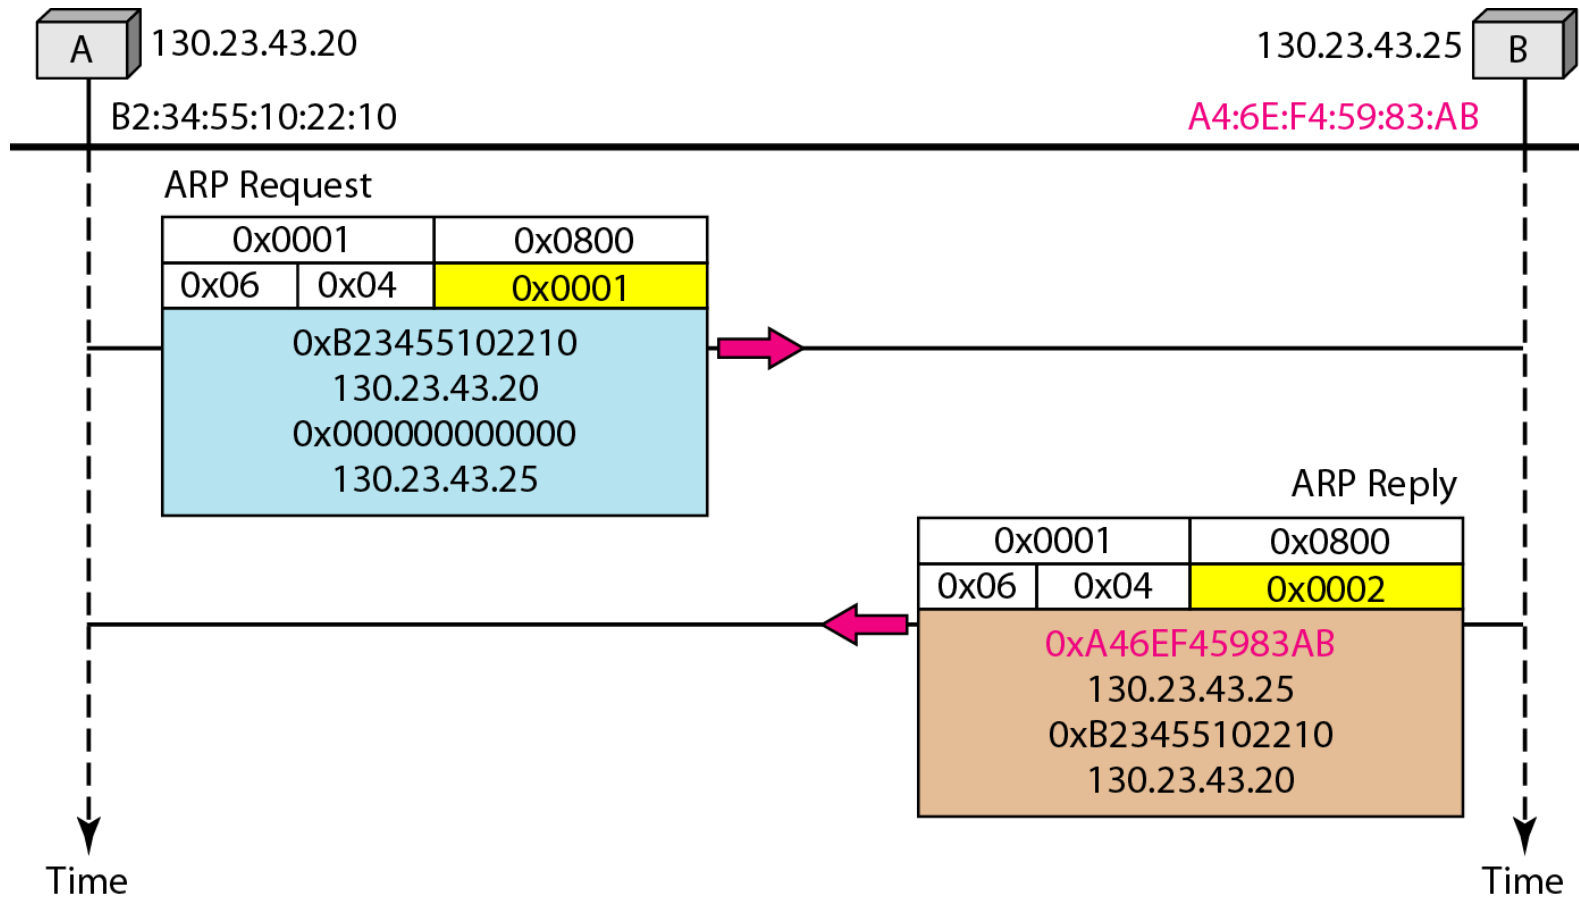 A 130.23.43.20 130.23.43.25 B
B2:34:55:10:22:10 A4:6E:F4:59:83:AB
ARP Request
0x0001 0x0800
0x06 0x04 0x0001
0xB23455102210
130.23.43.20
0x000000000000
130.23.43.25
ARP Reply
0x0001 0x0800
0x06 0x04 0x0002
0xA46EF45983AB
130.23.43.25
0xB23455102210
130.23.43.20
Time Time